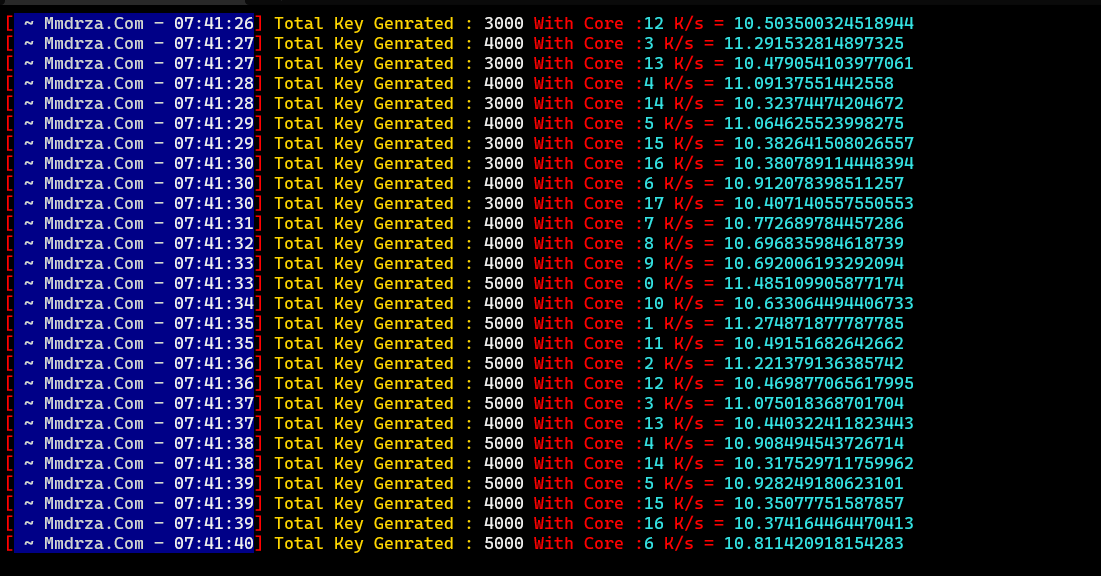 [ ~ Mmdrza.Com - 07:41:26] Total Key Genrated : 3000 With Core :12 K/s = 10.503500324518944
[ ~ Mmdrza.Com - 07:41:27] Total Key Genrated : 4000 With Core :3 K/s = 11.291532814897325
[ ~ Mmdrza.Com - 07:41:27] Total Key Genrated : 3000 With Core :13 K/s = 10.479054103977061
[ ~ Mmdrza.Com - 07:41:28] Total Key Genrated : 4000 With Core :4 K/s = 11.09137551442558
[ ~ Mmdrza.Com - 07:41:28] Total Key Genrated : 3000 With Core :14 K/s = 10.32374474204672
[ ~ Mmdrza.Com - 07:41:29] Total Key Genrated : 4000 With Core :5 K/s = 11.064625523998275
[ ~ Mmdrza.Com - 07:41:29] Total Key Genrated : 3000 With Core :15 K/s = 10.382641508026557
[ ~ Mmdrza.Com - 07:41:30] Total Key Genrated : 3000 With Core :16 K/s = 10.380789114448394
[ ~ Mmdrza.Com - 07:41:30] Total Key Genrated : 4000 With Core :6 K/s = 10.912078398511257
[ ~ Mmdrza.Com - 07:41:30] Total Key Genrated : 3000 With Core :17 K/s = 10.407140557550553
[ ~ Mmdrza.Com - 07:41:31] Total Key Genrated : 4000 With Core :7 K/s = 10.772689784457286
[ ~ Mmdrza.Com - 07:41:32] Total Key Genrated : 4000 With Core :8 K/s = 10.696835984618739
[ ~ Mmdrza.Com - 07:41:33] Total Key Genrated : 4000 With Core :9 K/s = 10.692006193292094
[ ~ Mmdrza.Com - 07:41:33] Total Key Genrated : 5000 With Core :0 K/s = 11.485109905877174
[ ~ Mmdrza.Com - 07:41:34] Total Key Genrated : 4000 With Core :10 K/s = 10.633064494406733
[ ~ Mmdrza.Com - 07:41:35] Total Key Genrated : 5000 With Core :1 K/s = 11.274871877787785
[ ~ Mmdrza.Com - 07:41:35] Total Key Genrated : 4000 With Core :11 K/s = 10.49151682642662
[ ~ Mmdrza.Com - 07:41:36] Total Key Genrated : 5000 With Core :2 K/s = 11.221379136385742
[ ~ Mmdrza.Com - 07:41:36] Total Key Genrated : 4000 With Core :12 K/s = 10.469877065617995
[ ~ Mmdrza.Com - 07:41:37] Total Key Genrated : 5000 With Core :3 K/s = 11.075018368701704
[ ~ Mmdrza.Com - 07:41:37] Total Key Genrated : 4000 With Core :13 K/s = 10.440322411823443
[ ~ Mmdrza.Com - 07:41:38] Total Key Genrated : 5000 With Core :4 K/s = 10.908494543726714
[ ~ Mmdrza.Com - 07:41:38] Total Key Genrated : 4000 With Core :14 K/s = 10.317529711759962
[ ~ Mmdrza.Com - 07:41:39] Total Key Genrated : 5000 With Core :5 K/s = 10.928249180623101
[ ~ Mmdrza.Com - 07:41:39] Total Key Genrated : 4000 With Core :15 K/s = 10.35077751587857
[ ~ Mmdrza.Com - 07:41:39] Total Key Genrated : 4000 With Core :16 K/s = 10.374164464470413
[ ~ Mmdrza.Com - 07:41:40] Total Key Genrated : 5000 With Core :6 K/s = 10.811420918154283